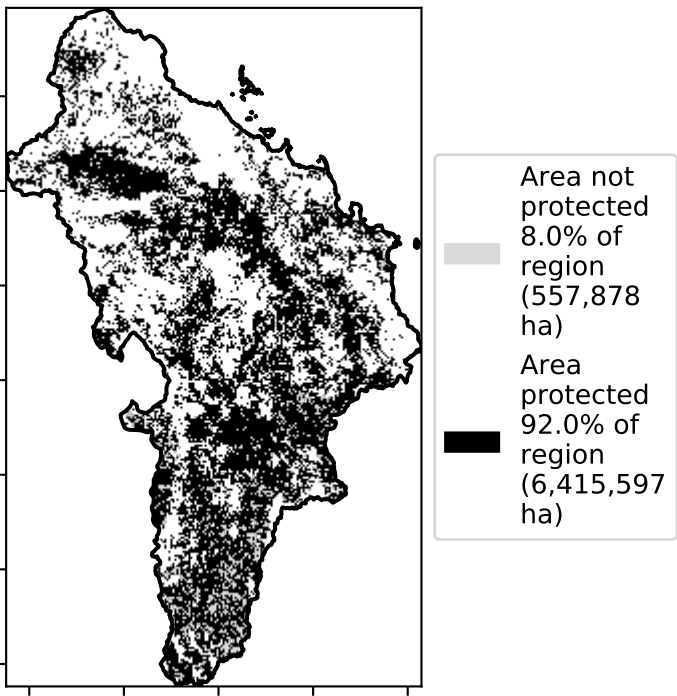 Area not
protected
8.0% of
region
(557,878
ha)
Area
protected
92.0% of
region
(6,415,597
ha)